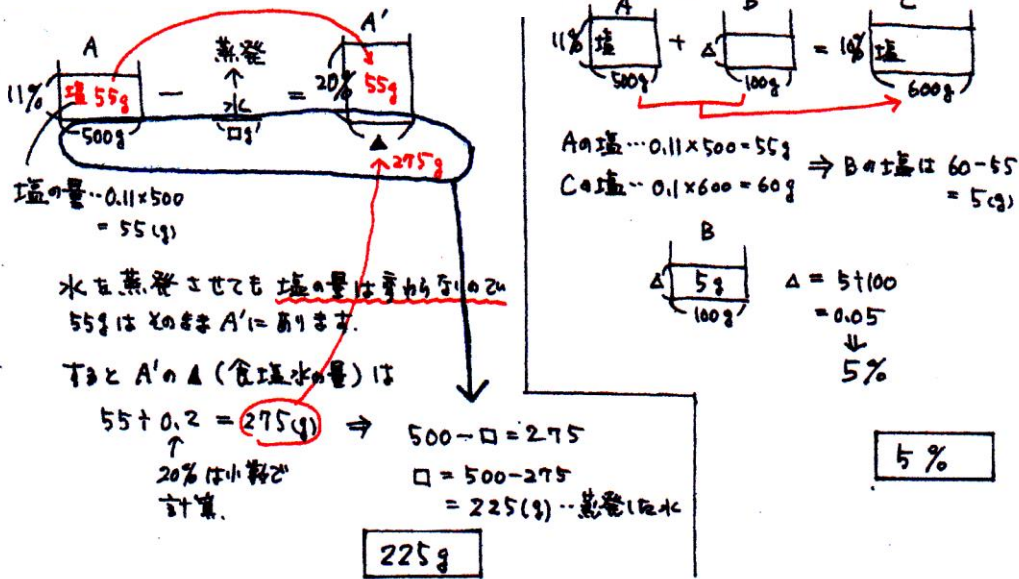 A
A'
蒸発
11%
塩 55g
−
水
=
20%
55g
500g
□g
▲
275g
塩の量‥0.11×500
= 55(g)
水を蒸発させても塩の量は変わらないので
55gはそのままA'にあります.
するとA'の▲(食塩水の量)は
55÷0.2 = 275(g) ⇒
20%は小数で
計算.
500−□=275
□=500−275
=225(g)‥蒸発した水
225g
A
B
C
11%
塩
+
△
=
10%
塩
500g
100g
600g
Aの塩…0.11×500=55g
Cの塩‥0.1×600=60g
⇒ Bの塩は 60−55
= 5(g)
B
△
5g
100g
△ = 5÷100
=0.05
⇓
5%
5%